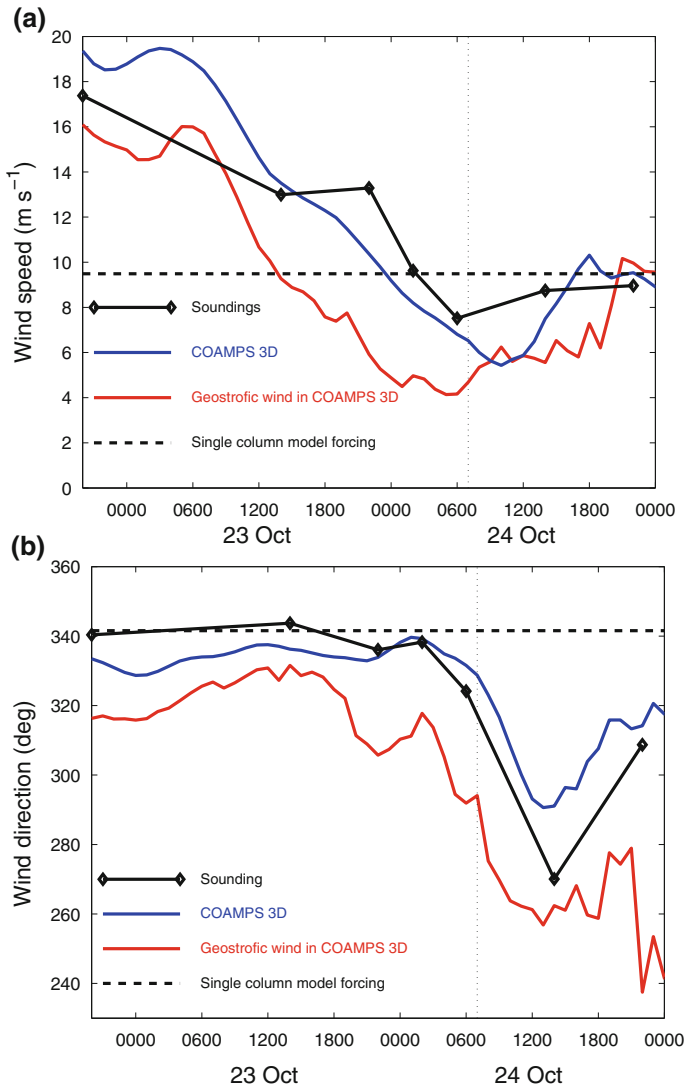 (a)
20
18
16
14
12
10
8
6
4
2
0
Wind speed (m s⁻¹)
Soundings
COAMPS 3D
Geostrofic wind in COAMPS 3D
Single column model forcing
0000 0600 1200 1800 0000 0600 1200 1800 0000
23 Oct 24 Oct
(b)
360
340
320
300
280
260
240
Wind direction (deg)
Sounding
COAMPS 3D
Geostrofic wind in COAMPS 3D
Single column model forcing
0000 0600 1200 1800 0000 0600 1200 1800 0000
23 Oct 24 Oct